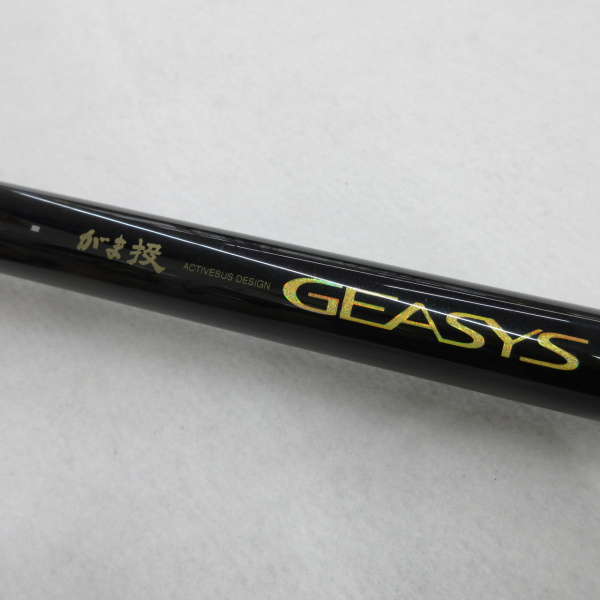 がま投 ACTIVESUS DESIGN GEASYS